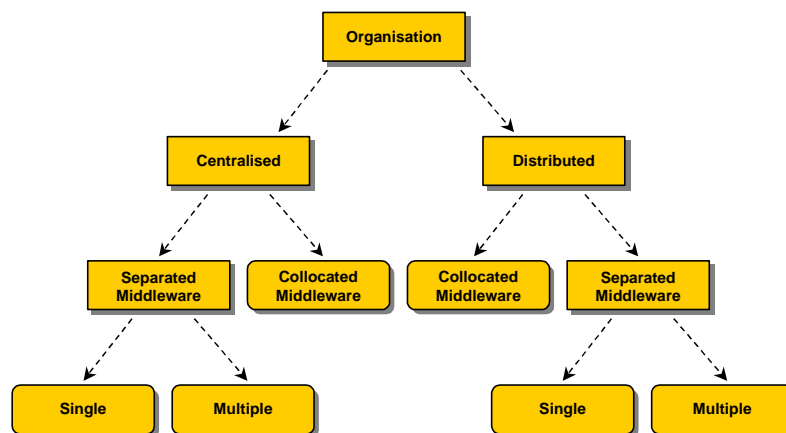 Organisation
Centralised
Distributed
Separated
Middleware
Collocated
Middleware
Collocated
Middleware
Separated
Middleware
Single
Multiple
Single
Multiple